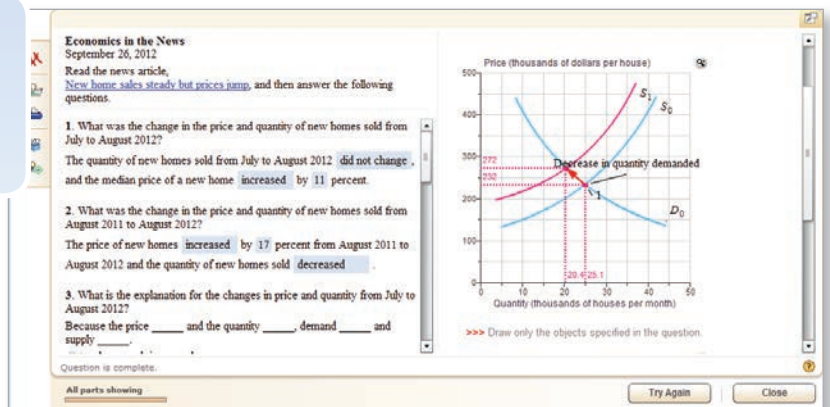 Economics in the News
September 26, 2012
Read the news article,
New home sales steady but prices jump, and then answer the following
questions.
1. What was the change in the price and quantity of new homes sold from
July to August 2012?
The quantity of new homes sold from July to August 2012 did not change ,
and the median price of a new home increased by 11 percent.
2. What was the change in the price and quantity of new homes sold from
August 2011 to August 2012?
The price of new homes increased by 17 percent from August 2011 to
August 2012 and the quantity of new homes sold decreased .
3. What is the explanation for the changes in price and quantity from July to
August 2012?
Because the price ______ and the quantity ______, demand ______ and
supply ______.
Question is complete.
All parts showing
Price (thousands of dollars per house)
500
400
300
200
100
0
272
232
S1
S0
Decrease in quantity demanded
1
D0
20.4 25.1
0 10 20 30 40 50
Quantity (thousands of houses per month)
>>> Draw only the objects specified in the question.
Try Again
Close